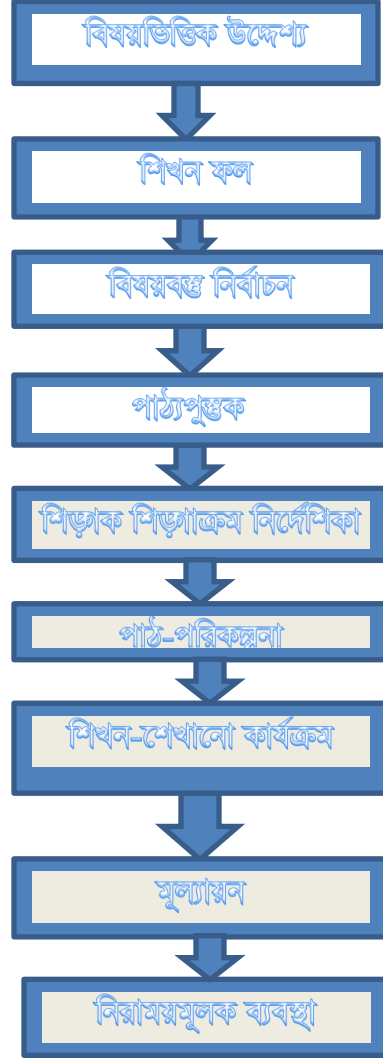 বিষয়ভিত্তিক উদ্দেশ্য
শিখন ফল
বিষয়বস্তু নির্বাচন
পাঠ্যপুস্তক
শিড়্গক শিড়্গাক্রম নির্দেশিকা
পাঠ-পরিকল্পনা
শিখন-শেখানো কার্যক্রম
মূল্যায়ন
নিরাময়মূলক ব্যবস্থা